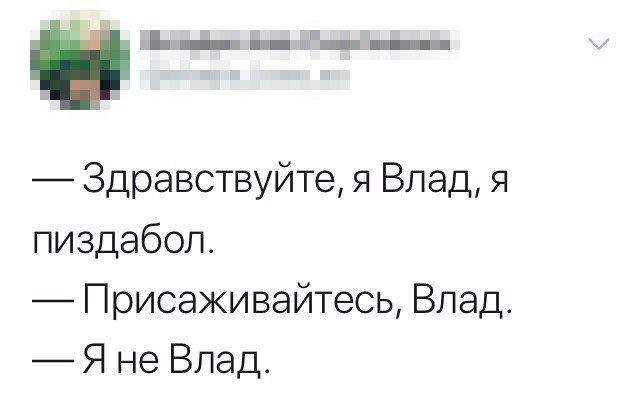 — Здравствуйте, я Влад, я
пиздабол.
— Присаживайтесь, Влад.
— Я не Влад.